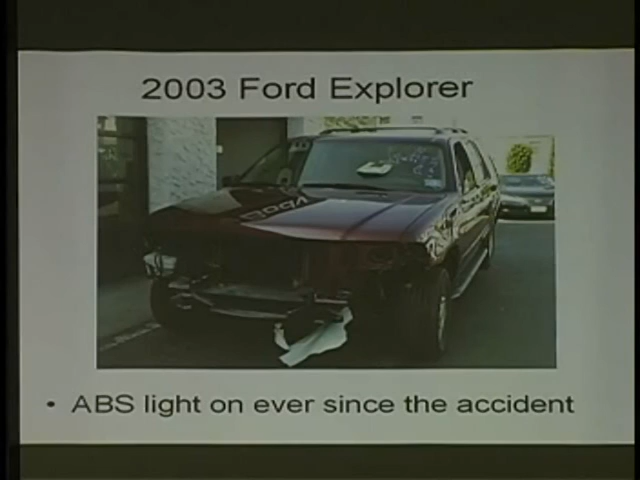 2003 Ford Explorer
• ABS light on ever since the accident